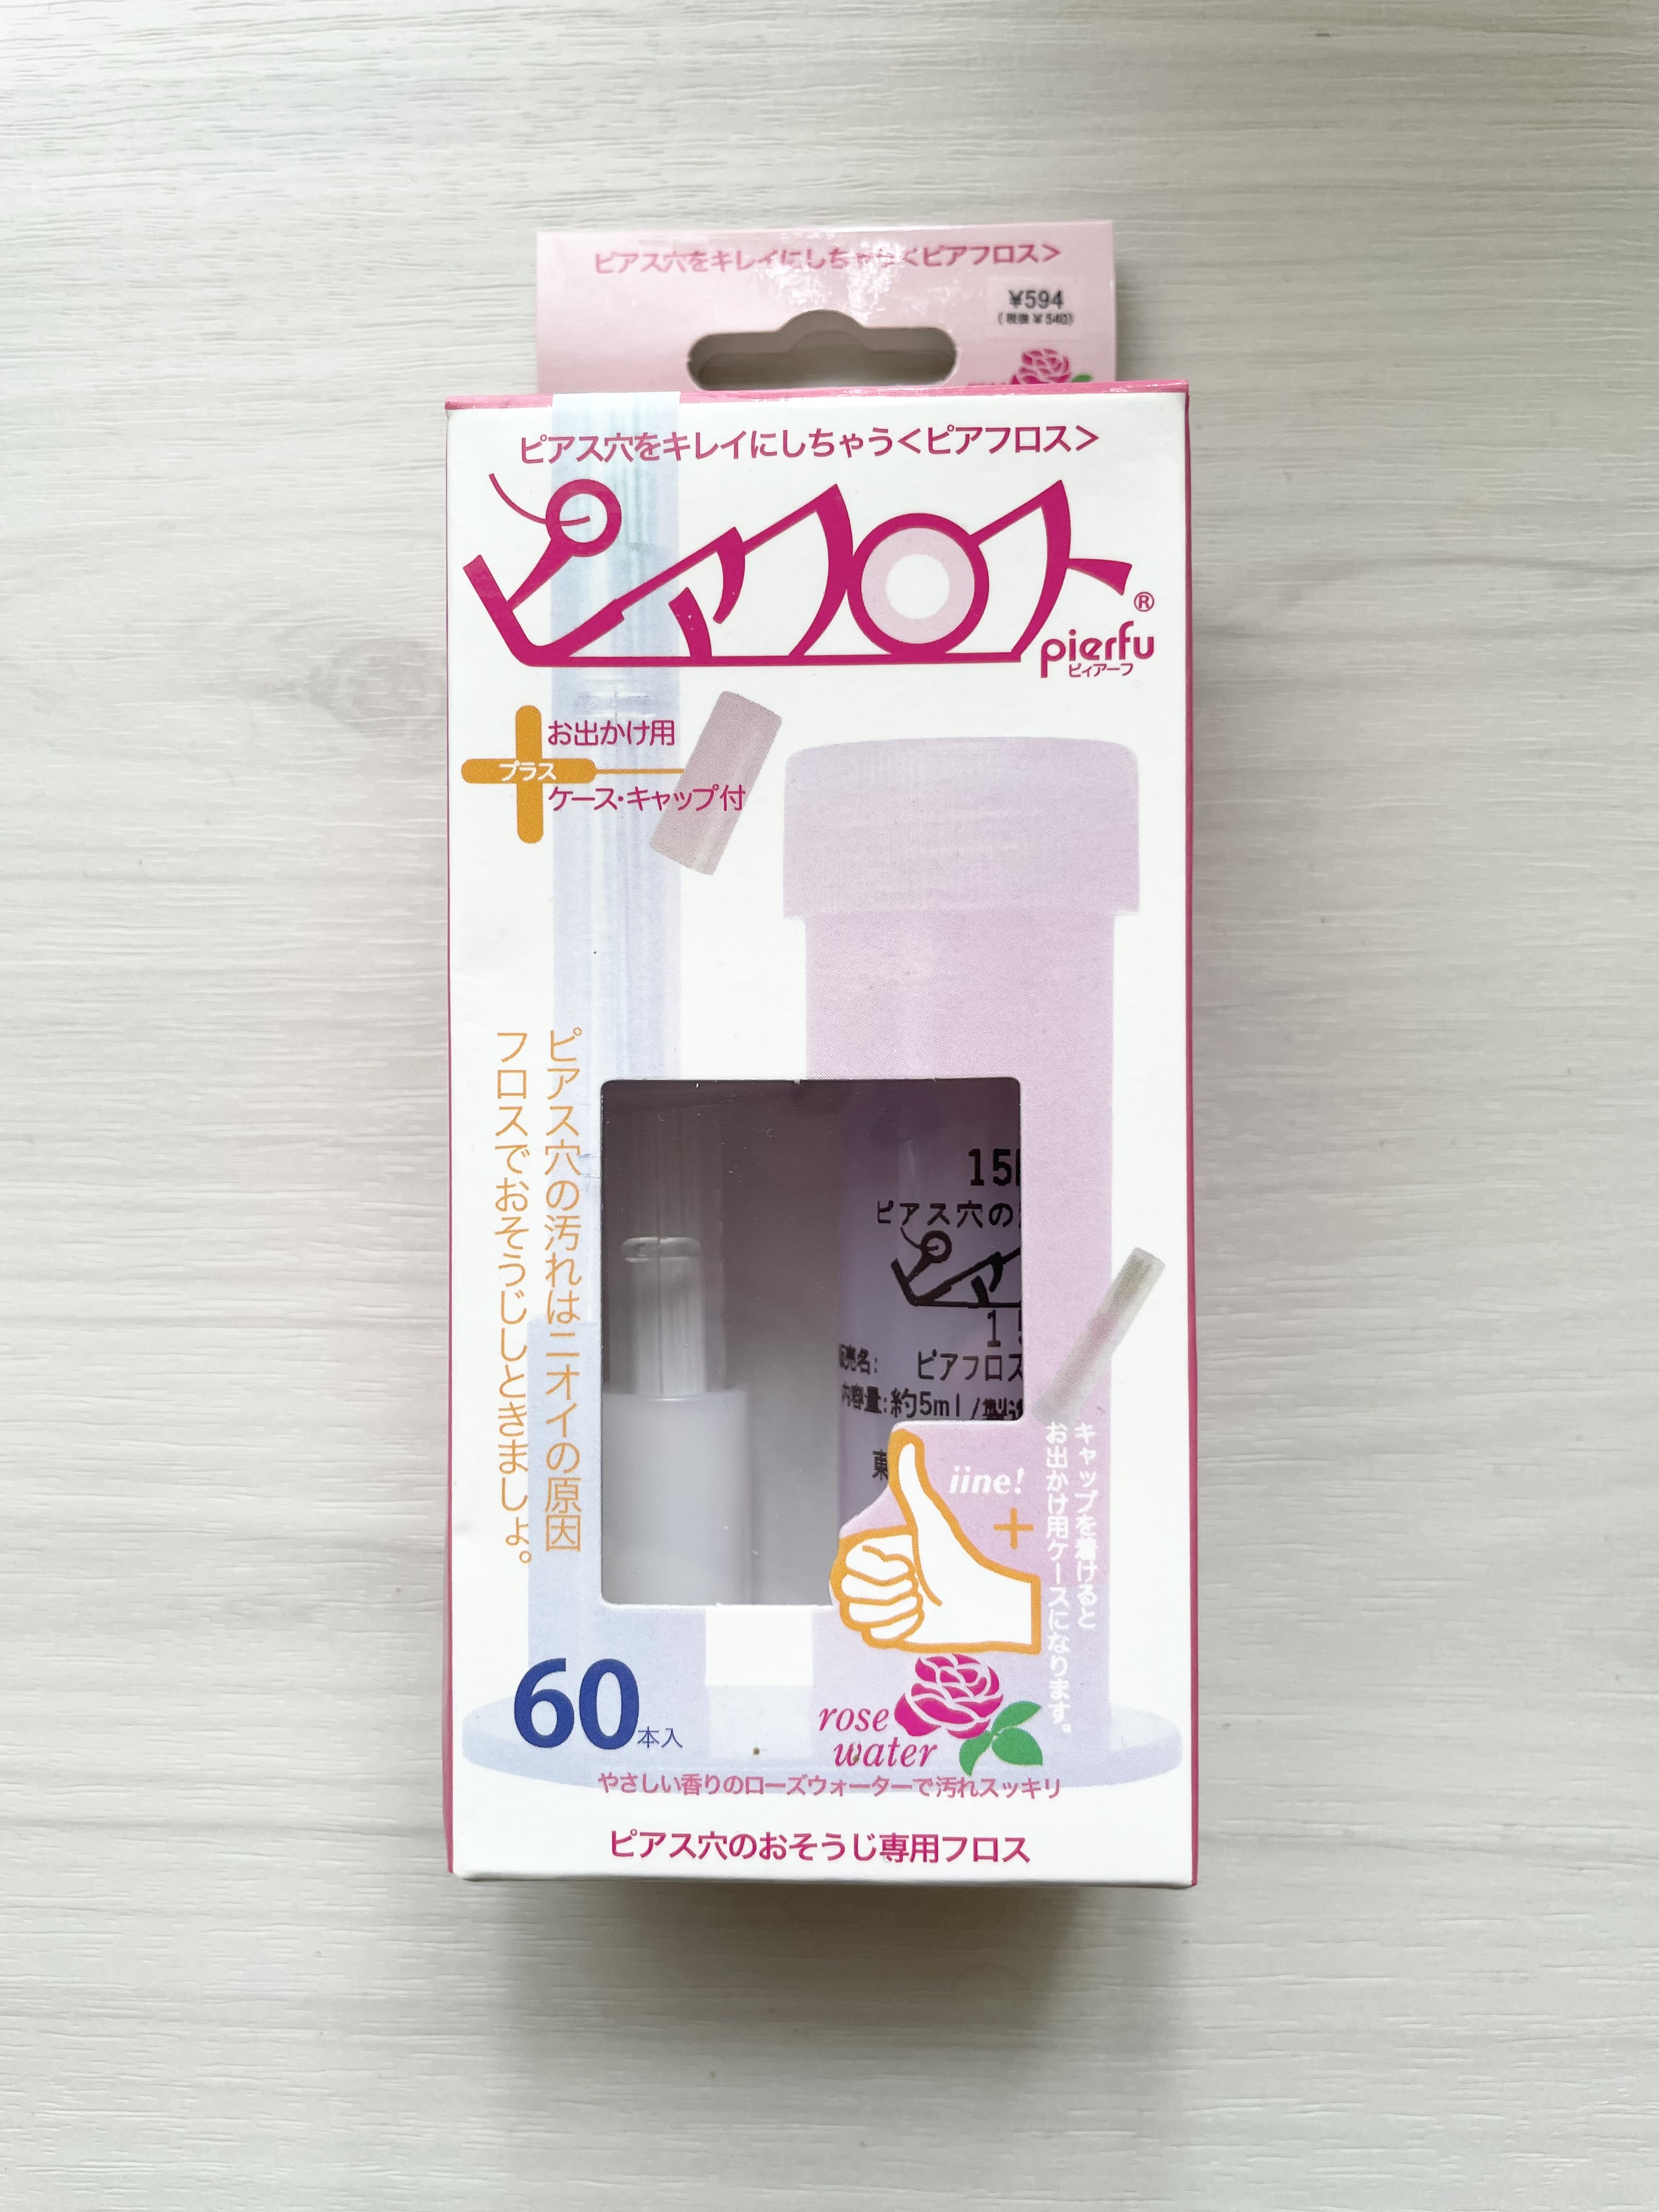 ピアス穴をキレイにしちゃう<ピアフロス>
¥594
(税抜¥540)
ピアス穴をキレイにしちゃう<ピアフロス>
ピアフロス®
pierfu
ピィアーフ
お出かけ用
プラス
ケース・キャップ付
ピアス穴の汚れはニオイの原因
フロスでおそうじしときましょ。
15
ピアス穴の
ピア
1
販売名: ピアフロス
内容量:約5ml/製造
東
iine!
+
キャップを着けると
お出かけ用ケースになります。
60本入
rose
water
やさしい香りのローズウォーターで汚れスッキリ
ピアス穴のおそうじ専用フロス